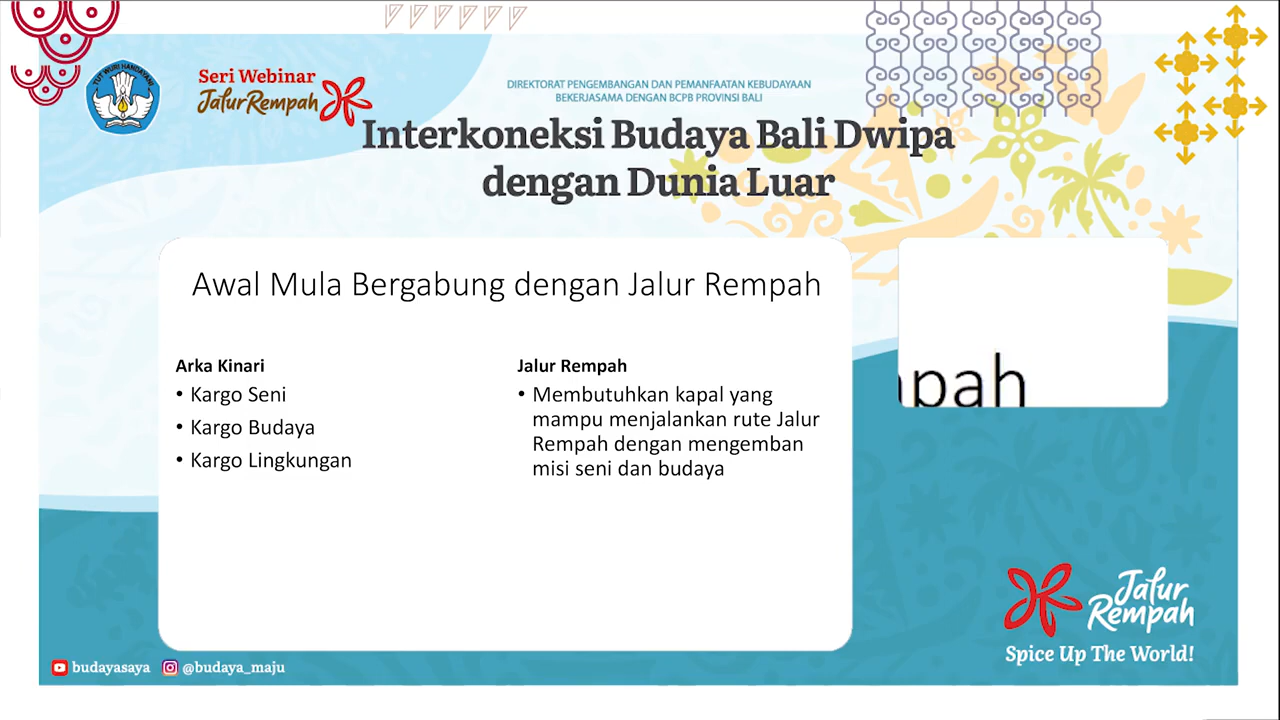 TUT WURI HANDAYANI
Seri Webinar
Jalur Rempah
DIREKTORAT PENGEMBANGAN DAN PEMANFAATAN KEBUDAYAAN
BEKERJASAMA DENGAN BCPB PROVINSI BALI
Interkoneksi Budaya Bali Dwipa
dengan Dunia Luar
Awal Mula Bergabung dengan Jalur Rempah
Arka Kinari
• Kargo Seni
• Kargo Budaya
• Kargo Lingkungan
Jalur Rempah
• Membutuhkan kapal yang
mampu menjalankan rute Jalur
Rempah dengan mengemban
misi seni dan budaya
pah
Jalur
Rempah
Spice Up The World!
budayasaya @budaya_maju